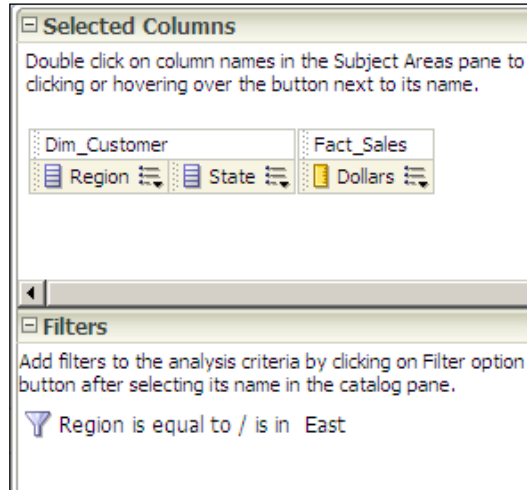 Selected Columns
Double click on column names in the Subject Areas pane to
clicking or hovering over the button next to its name.
Dim_Customer Fact_Sales
Region State Dollars
Filters
Add filters to the analysis criteria by clicking on Filter option
button after selecting its name in the catalog pane.
Region is equal to / is in East